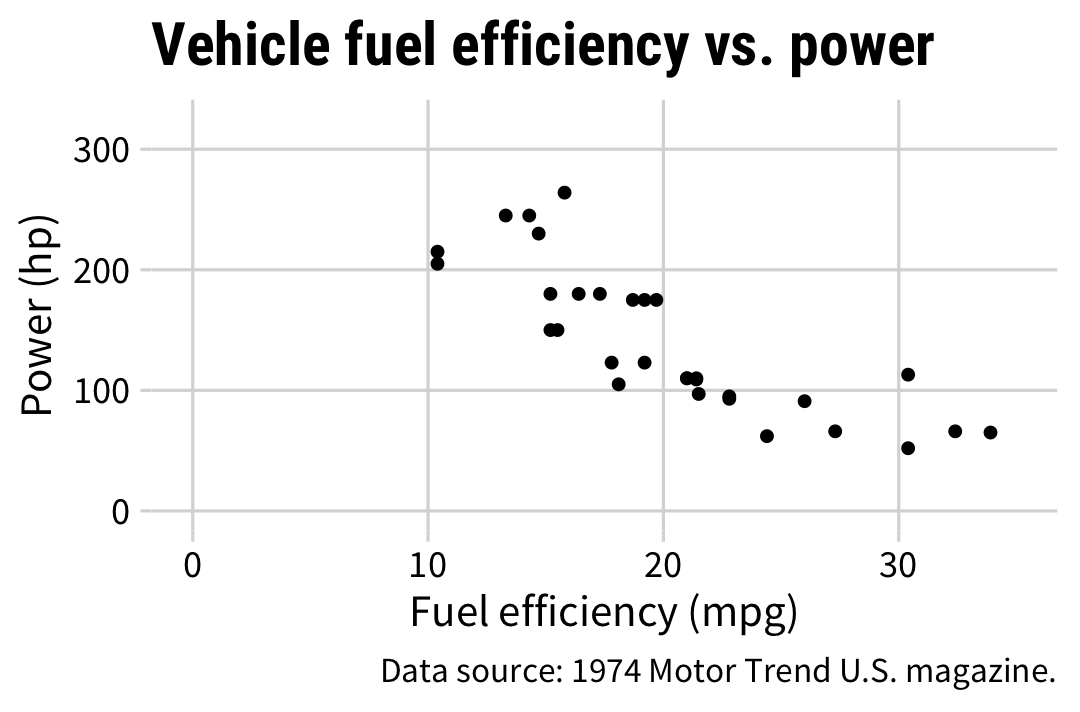 Vehicle fuel efficiency vs. power
300
200
100
0
Power (hp)
0 10 20 30
Fuel efficiency (mpg)
Data source: 1974 Motor Trend U.S. magazine.